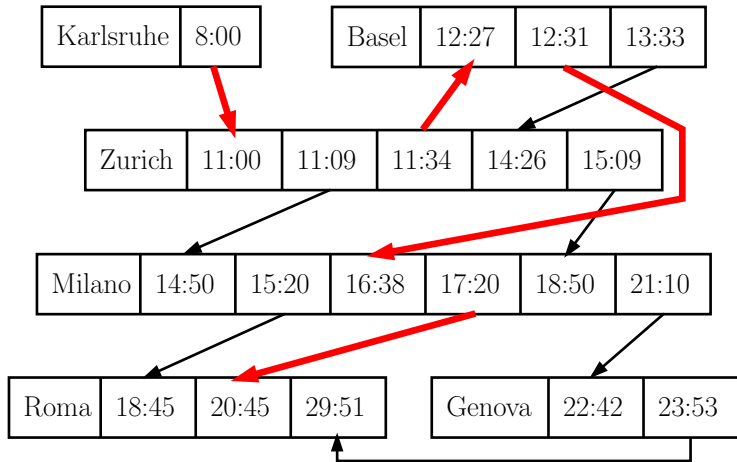 Karlsruhe 8:00 Basel 12:27 12:31 13:33
Zurich 11:00 11:09 11:34 14:26 15:09
Milano 14:50 15:20 16:38 17:20 18:50 21:10
Roma 18:45 20:45 29:51 Genova 22:42 23:53